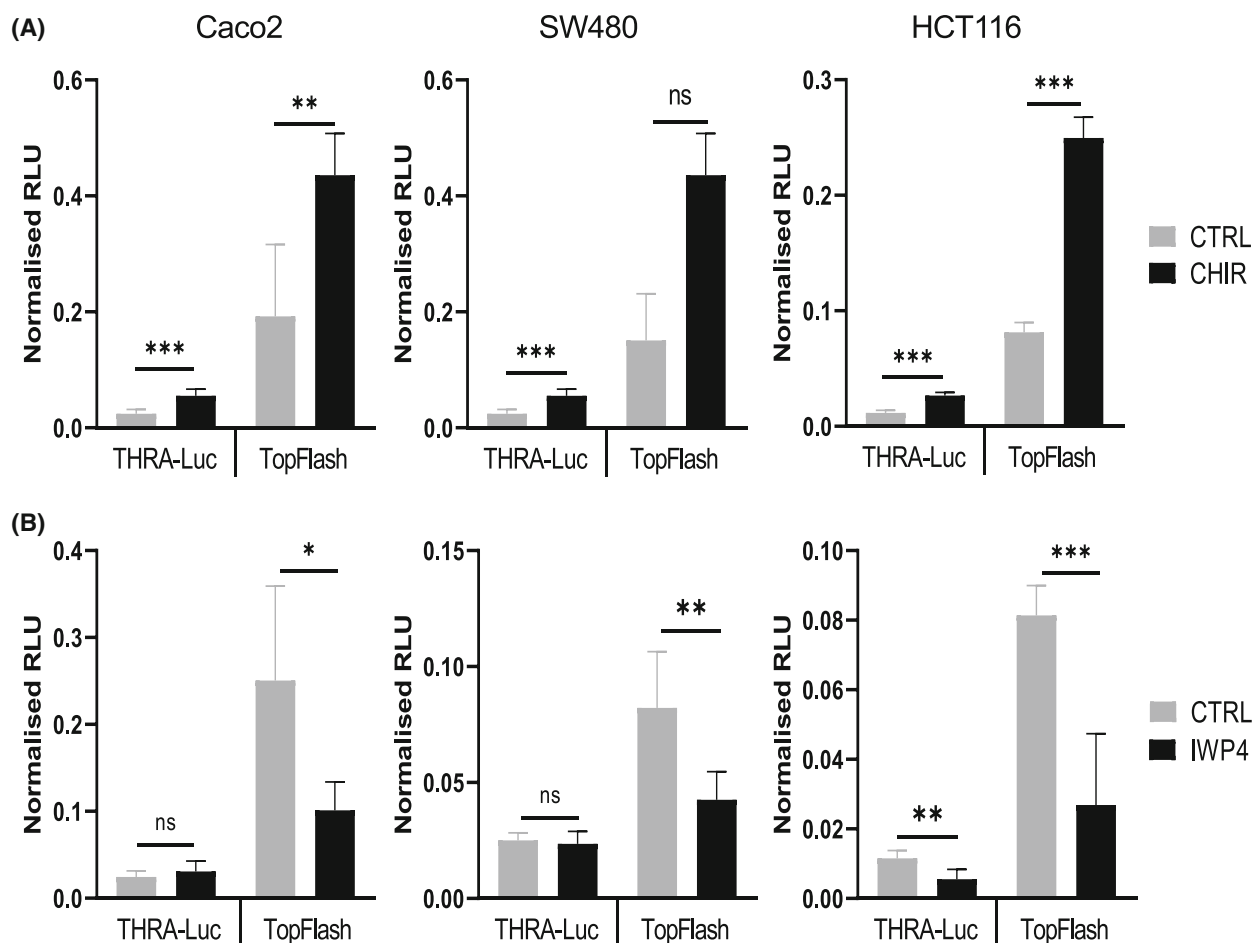 (A)
Caco2
SW480
HCT116
Normalised RLU
0.6
0.4
0.2
0.0
***
**
THRA-Luc
TopFlash
Normalised RLU
0.6
0.4
0.2
0.0
***
ns
THRA-Luc
TopFlash
Normalised RLU
0.3
0.2
0.1
0.0
***
***
THRA-Luc
TopFlash
CTRL
CHIR
(B)
Normalised RLU
0.4
0.3
0.2
0.1
0.0
ns
*
THRA-Luc
TopFlash
Normalised RLU
0.15
0.10
0.05
0.00
ns
**
THRA-Luc
TopFlash
Normalised RLU
0.10
0.08
0.06
0.04
0.02
0.00
**
***
THRA-Luc
TopFlash
CTRL
IWP4